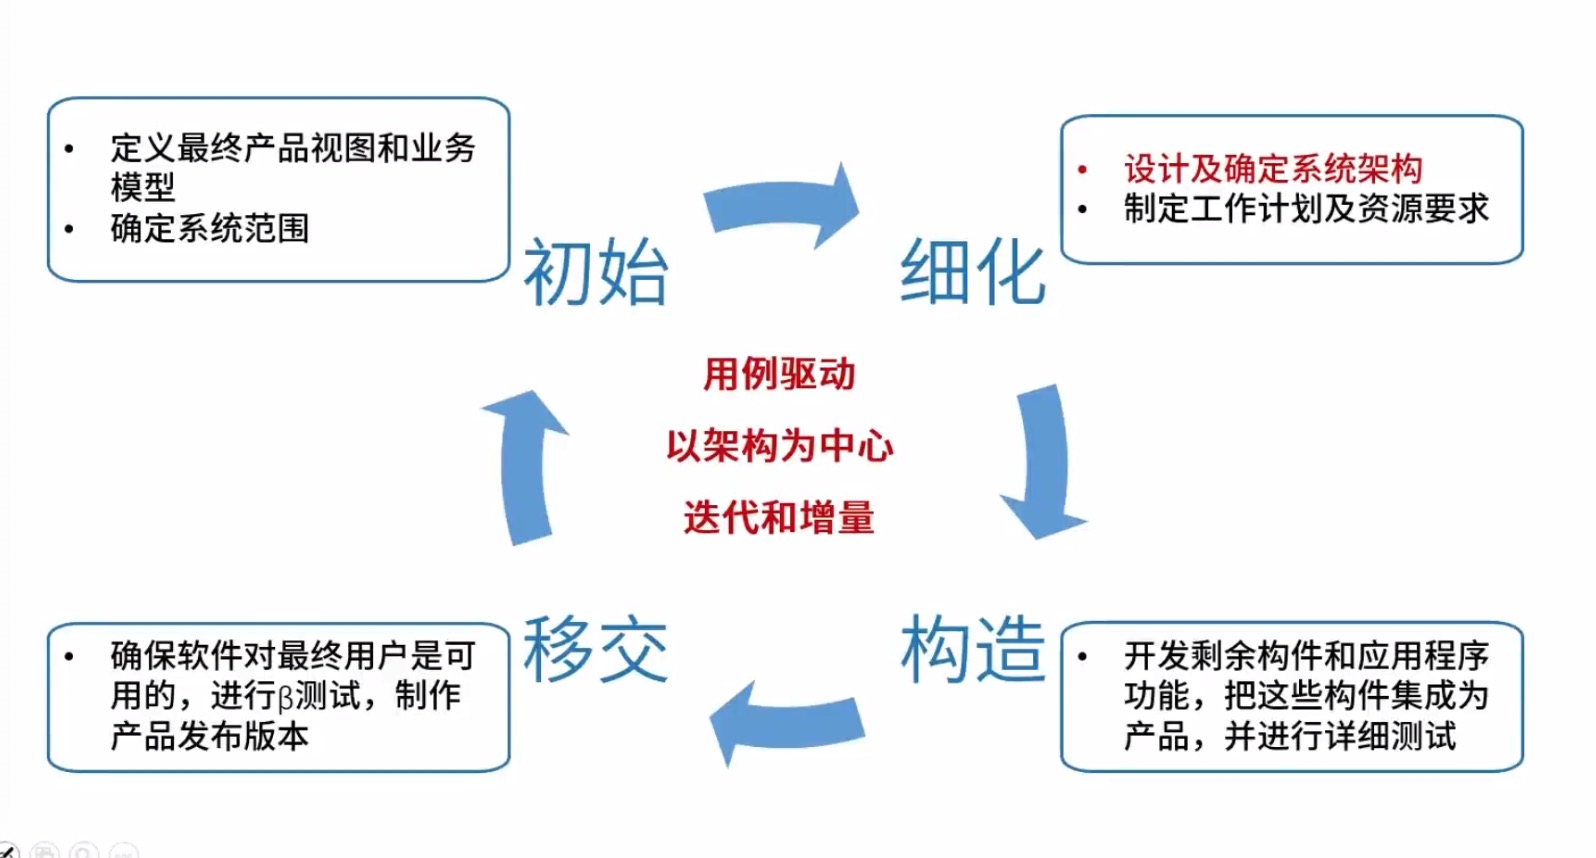 • 定义最终产品视图和业务
模型
• 确定系统范围
初始
细化
• 设计及确定系统架构
• 制定工作计划及资源要求
用例驱动
以架构为中心
迭代和增量
移交
• 确保软件对最终用户是可
用的，进行β测试，制作
产品发布版本
构造
• 开发剩余构件和应用程序
功能，把这些构件集成为
产品，并进行详细测试